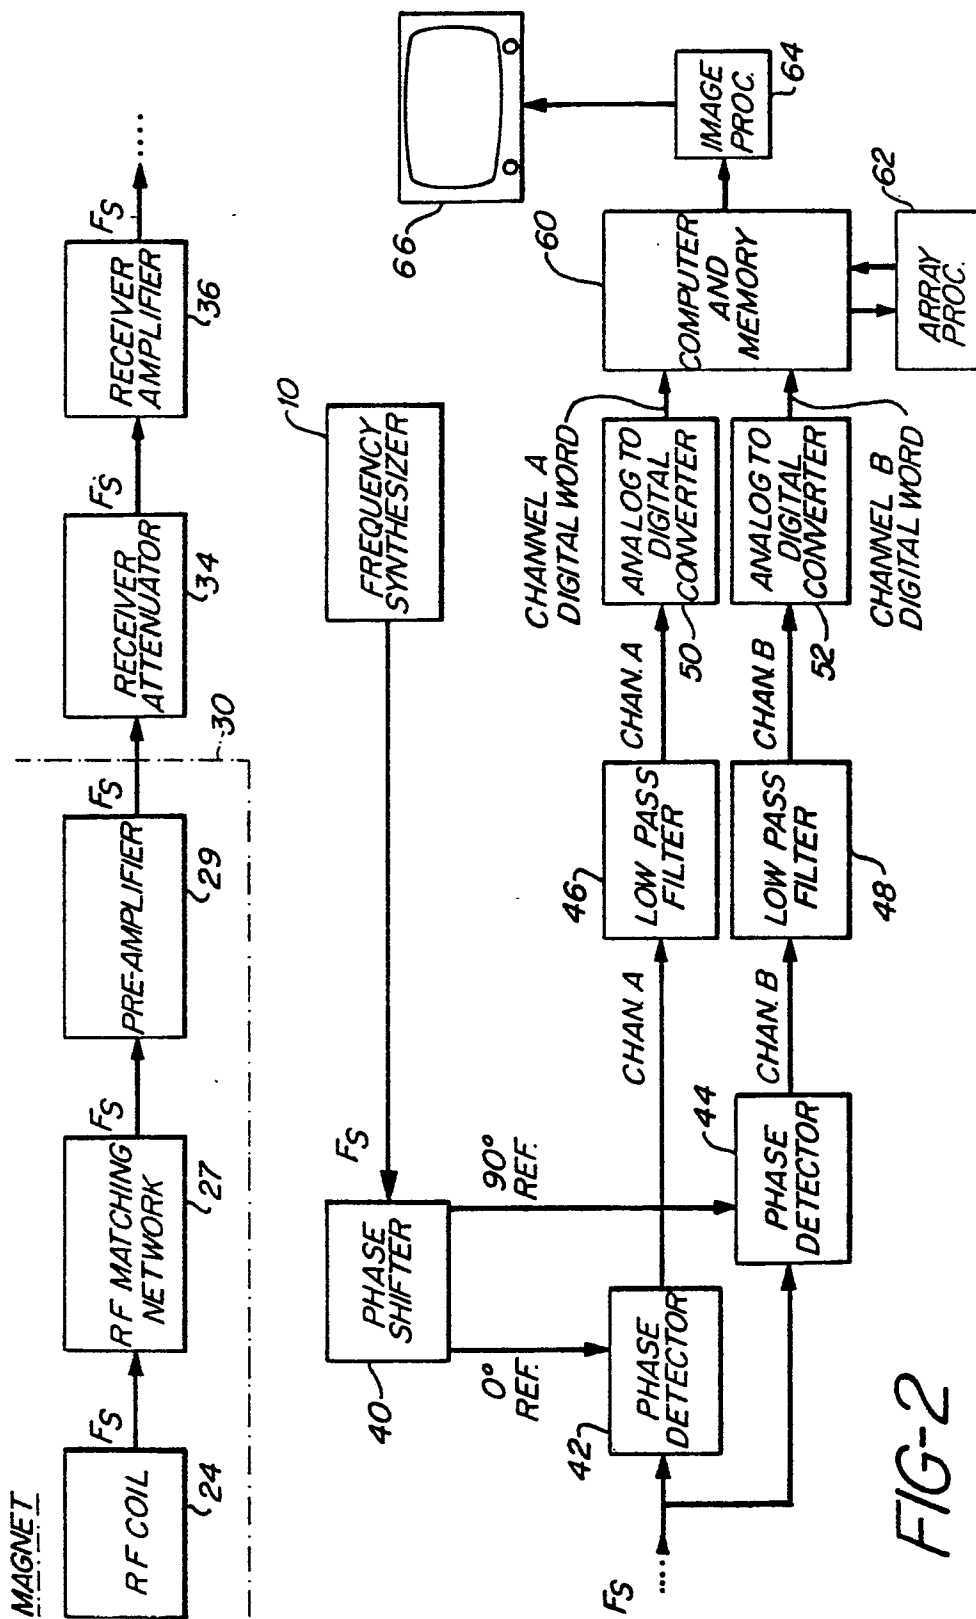 MAGNET
RF COIL
24
FS
RF MATCHING
NETWORK
27
FS
PRE-AMPLIFIER
29
FS
30
RECEIVER
ATTENUATOR
34
FS
RECEIVER
AMPLIFIER
36
FS
....
FREQUENCY
SYNTHESIZER
10
FS
PHASE
SHIFTER
40
0°
REF.
90°
REF.
FS
....
PHASE
DETECTOR
42
CHAN. A
LOW PASS
FILTER
46
CHAN. A
ANALOG TO
DIGITAL
CONVERTER
50
CHANNEL A
DIGITAL WORD
PHASE
DETECTOR
44
CHAN. B
LOW PASS
FILTER
48
CHAN. B
ANALOG TO
DIGITAL
CONVERTER
52
CHANNEL B
DIGITAL WORD
COMPUTER
AND
MEMORY
60
ARRAY
PROC.
62
IMAGE
PROC.
64
66
FIG-2